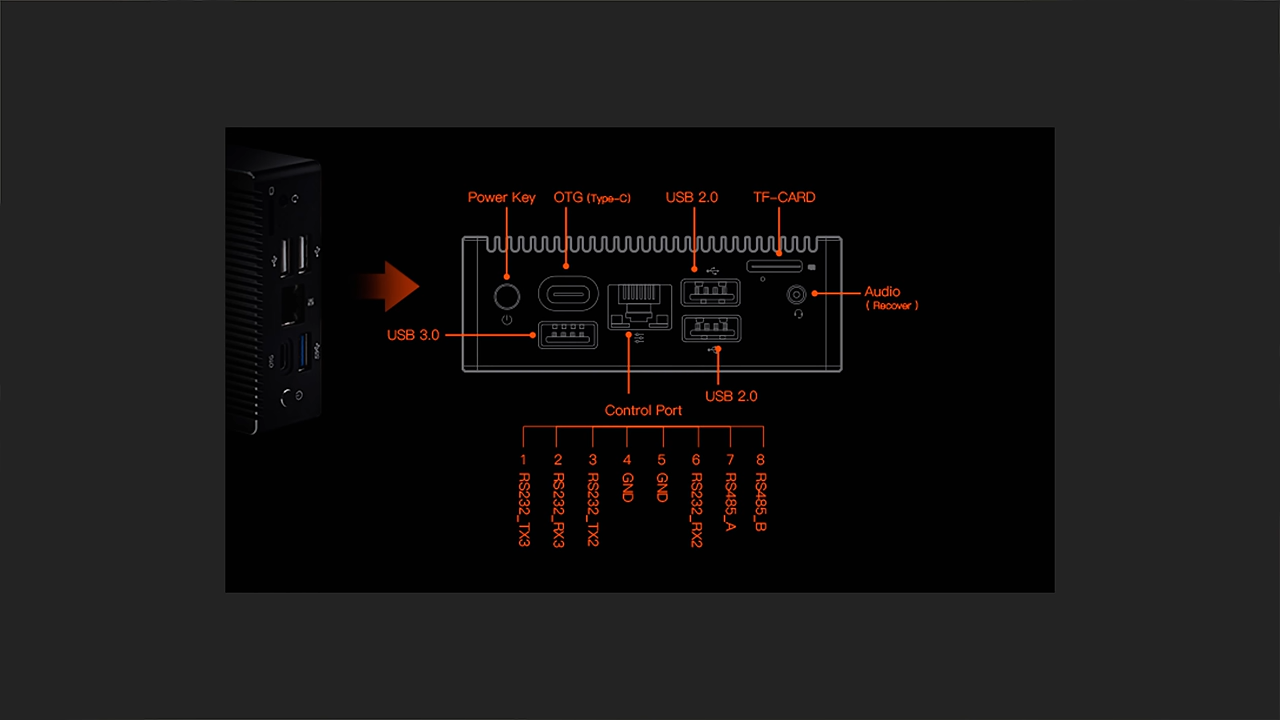 Power Key
OTG (Type-C)
USB 2.0
TF-CARD
Audio
( Recover )
USB 3.0
USB 2.0
Control Port
1 2 3 4 5 6 7 8
RS232_TX3
RS232_RX3
RS232_TX2
GND
GND
RS232_RX2
RS485_A
RS485_B
OTG